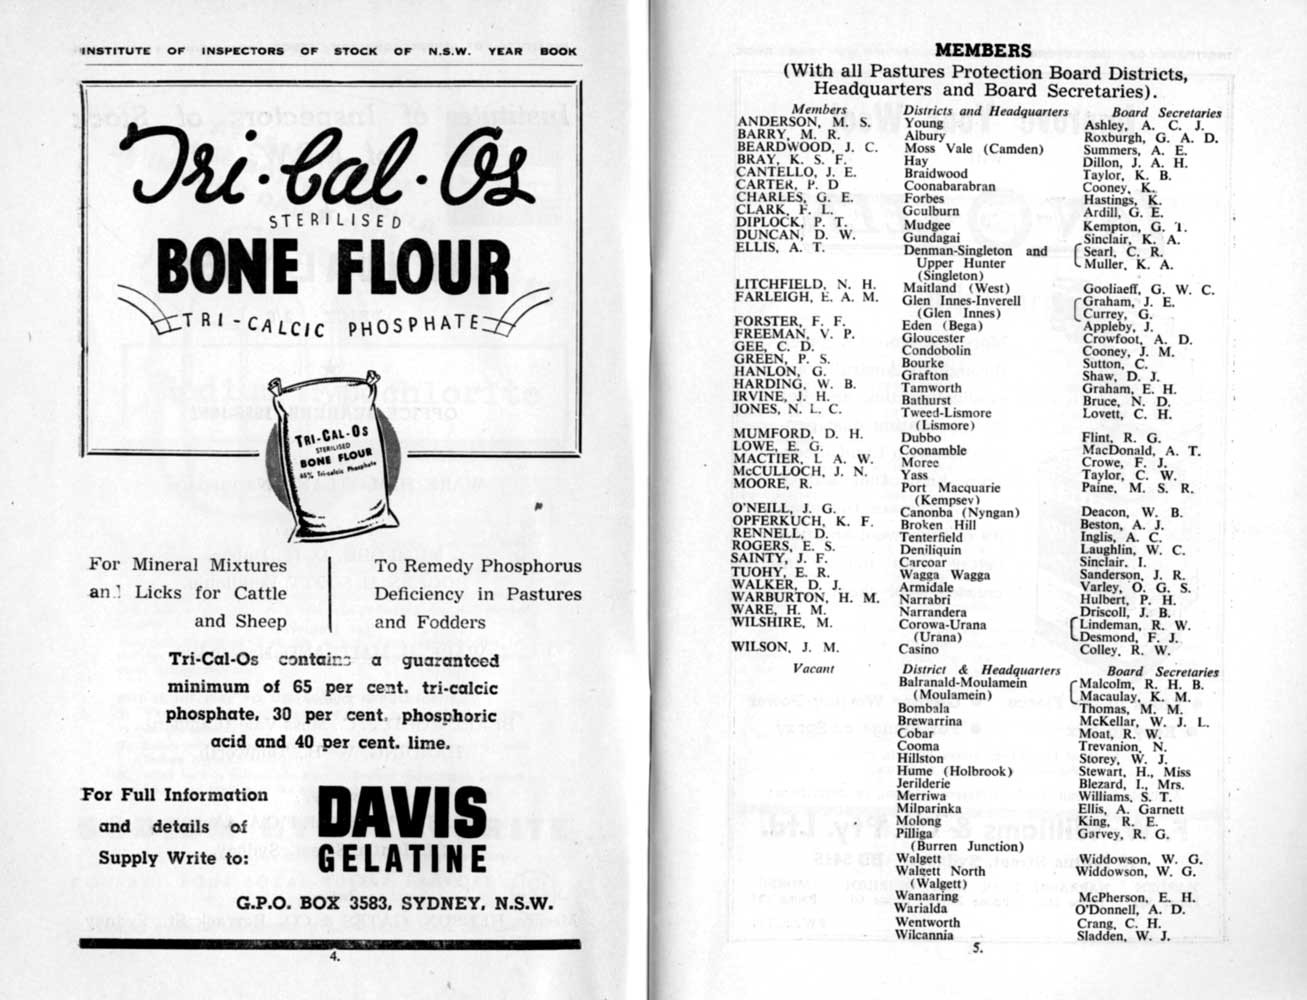 INSTITUTE OF INSPECTORS OF STOCK OF N.S.W. YEAR BOOK
Tri·Cal·Os
STERILISED
BONE FLOUR
TRI-CALCIC PHOSPHATE
TRI-CAL-OS
STERILISED
BONE FLOUR
65% Tri-calcic Phosphate
For Mineral Mixtures
and Licks for Cattle
and Sheep
To Remedy Phosphorus
Deficiency in Pastures
and Fodders
Tri-Cal-Os contains a guaranteed
minimum of 65 per cent. tri-calcic
phosphate, 30 per cent. phosphoric
acid and 40 per cent. lime.
For Full Information
and details of
Supply Write to:
DAVIS
GELATINE
G.P.O. BOX 3583, SYDNEY, N.S.W.
4.
MEMBERS
(With all Pastures Protection Board Districts,
Headquarters and Board Secretaries).
Members Districts and Headquarters Board Secretaries
ANDERSON, M. S. Young Ashley, A. C. J.
BARRY, M. R. Albury Roxburgh, G. A. D.
BEARDWOOD, J. C. Moss Vale (Camden) Summers, A. E.
BRAY, K. S. F. Hay Dillon, J. A. H.
CANTELLO, J. E. Braidwood Taylor, K. B.
CARTER, P. D Coonabarabran Cooney, K.
CHARLES, G. E. Forbes Hastings, K.
CLARK, F. L. Goulburn Ardill, G. E.
DIPLOCK, P. T. Mudgee Kempton, G. T.
DUNCAN, D. W. Gundagai Sinclair, K. A.
ELLIS, A. T. Denman-Singleton and Searl, C. R.
Upper Hunter Muller, K. A.
(Singleton)
LITCHFIELD, N. H. Maitland (West) Gooliaeff, G. W. C.
FARLEIGH, E. A. M. Glen Innes-Inverell Graham, J. E.
(Glen Innes) Currey, G.
FORSTER, F. F. Eden (Bega) Appleby, J.
FREEMAN, V. P. Gloucester Crowfoot, A. D.
GEE, C. D. Condobolin Cooney, J. M.
GREEN, P. S. Bourke Sutton, C.
HANLON, G. Grafton Shaw, D. J.
HARDING, W. B. Tamworth Graham, E. H.
IRVINE, J. H. Bathurst Bruce, N. D.
JONES, N. L. C. Tweed-Lismore Lovett, C. H.
(Lismore)
MUMFORD, D. H. Dubbo Flint, R. G.
LOWE, E. G. Coonamble MacDonald, A. T.
MACTIER, I. A. W. Moree Crowe, F. J.
McCULLOCH, J. N. Yass Taylor, C. W.
MOORE, R. Port Macquarie Paine, M. S. R.
(Kempsey)
O'NEILL, J. G. Canonba (Nyngan) Deacon, W. B.
OPFERKUCH, K. F. Broken Hill Beston, A. J.
RENNELL, D. Tenterfield Inglis, A. C.
ROGERS, E. S. Deniliquin Laughlin, W. C.
SAINTY, J. F. Carcoar Sinclair, I.
TUOHY, E. R. Wagga Wagga Sanderson, J. R.
WALKER, D. J. Armidale Varley, O. G. S.
WARBURTON, H. M. Narrabri Hulbert, P. H.
WARE, H. M. Narrandera Driscoll, J. B.
WILSHIRE, M. Corowa-Urana Lindeman, R. W.
(Urana) Desmond, F. J.
WILSON, J. M. Casino Colley, R. W.
Vacant District & Headquarters Board Secretaries
Balranald-Moulamein Malcolm, R. H. B.
(Moulamein) Macaulay, K. M.
Bombala Thomas, M. M.
Brewarrina McKellar, W. J. L.
Cobar Moat, R. W.
Cooma Trevanion, N.
Hillston Storey, W. J.
Hume (Holbrook) Stewart, H., Miss
Jerilderie Blezard, I., Mrs.
Merriwa Williams, S. T.
Milparinka Ellis, A. Garnett
Molong King, R. E.
Pilliga Garvey, R. G.
(Burren Junction)
Walgett Widdowson, W. G.
Walgett North Widdowson, W. G.
(Walgett)
Wanaaring McPherson, E. H.
Warialda O'Donnell, A. D.
Wentworth Crang, C. H.
Wilcannia Sladden, W. J.
5.